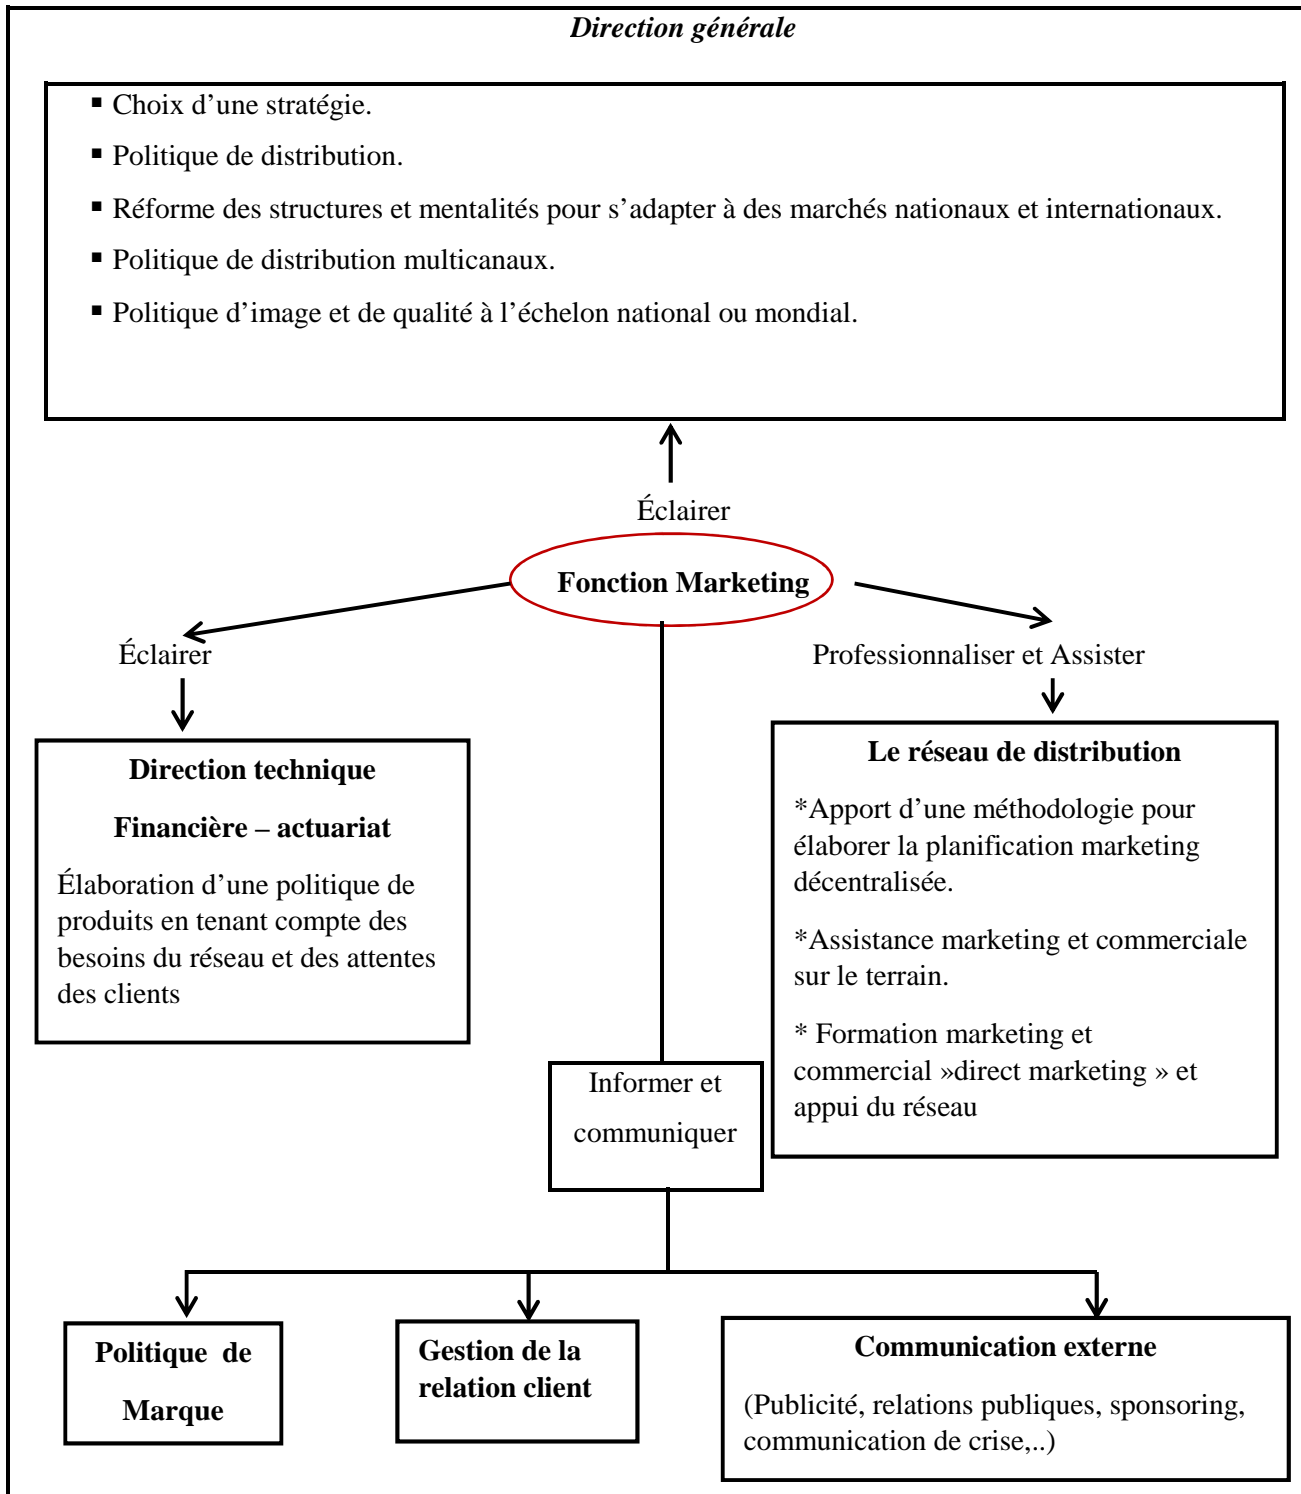 Direction générale
▪ Choix d’une stratégie.
▪ Politique de distribution.
▪ Réforme des structures et mentalités pour s’adapter à des marchés nationaux et internationaux.
▪ Politique de distribution multicanaux.
▪ Politique d’image et de qualité à l’échelon national ou mondial.
Éclairer
Fonction Marketing
Éclairer
Professionnaliser et Assister
Direction technique
Financière – actuariat
Élaboration d’une politique de
produits en tenant compte des
besoins du réseau et des attentes
des clients
Le réseau de distribution
*Apport d’une méthodologie pour
élaborer la planification marketing
décentralisée.
*Assistance marketing et commerciale
sur le terrain.
* Formation marketing et
commercial »direct marketing » et
appui du réseau
Informer et
communiquer
Politique de
Marque
Gestion de la
relation client
Communication externe
(Publicité, relations publiques, sponsoring,
communication de crise,..)